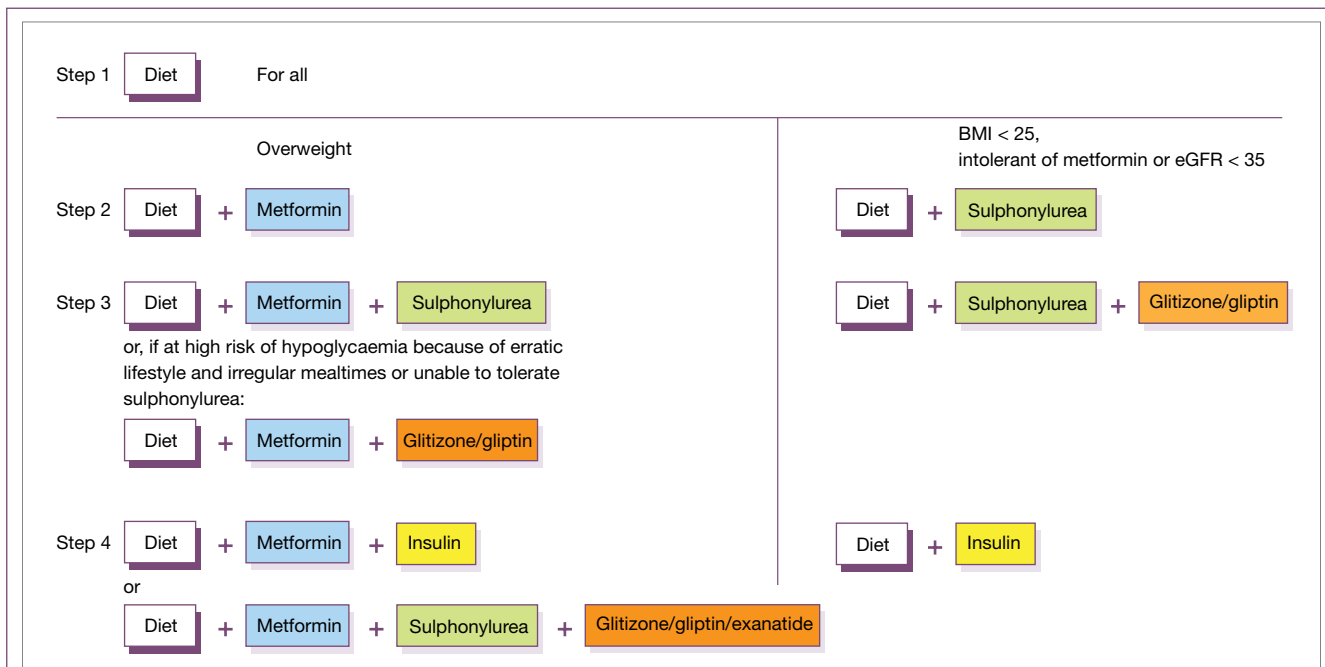 Step 1 Diet For all
Overweight
BMI < 25,
intolerant of metformin or eGFR < 35
Step 2 Diet + Metformin
Diet + Sulphonylurea
Step 3 Diet + Metformin + Sulphonylurea
Diet + Sulphonylurea + Glitizone/gliptin
or, if at high risk of hypoglycaemia because of erratic
lifestyle and irregular mealtimes or unable to tolerate
sulphonylurea:
Diet + Metformin + Glitizone/gliptin
Step 4 Diet + Metformin + Insulin
Diet + Insulin
or
Diet + Metformin + Sulphonylurea + Glitizone/gliptin/exanatide